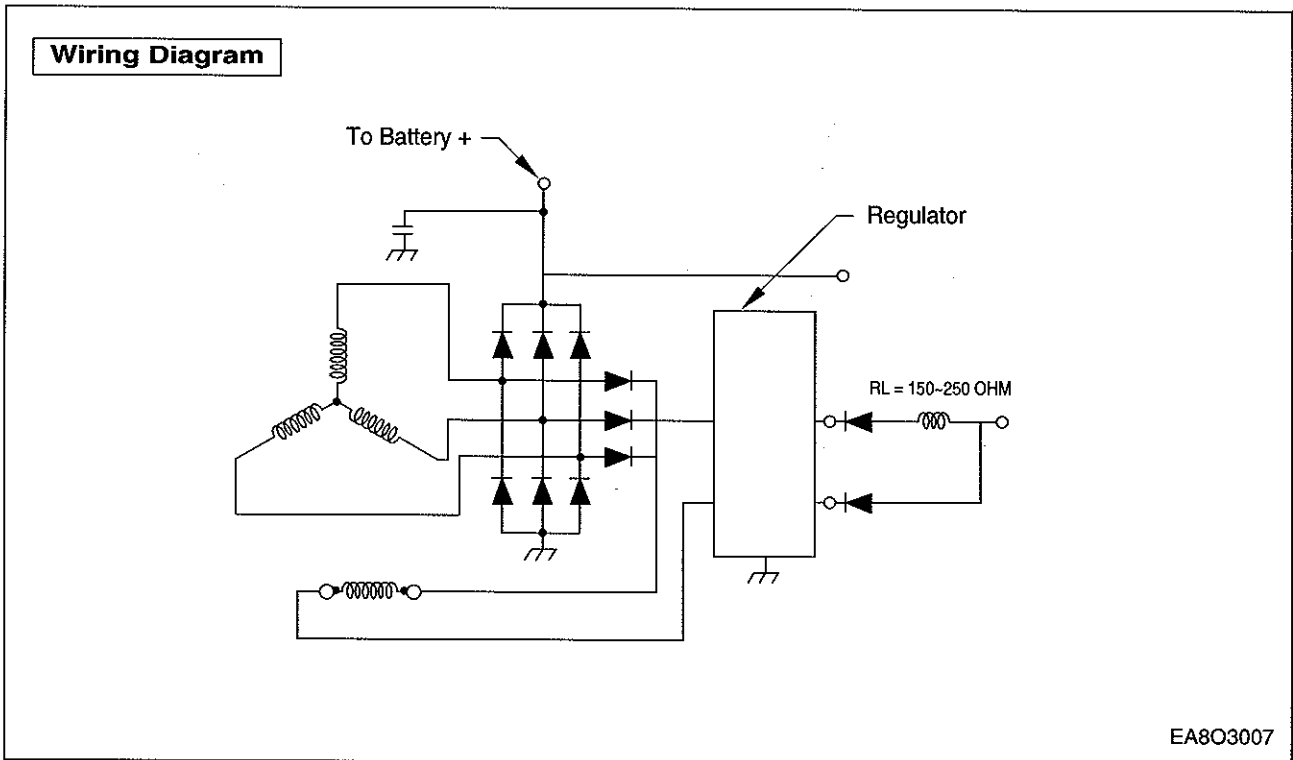 Wiring Diagram
To Battery +
Regulator
RL = 150~250 OHM
EA8O3007